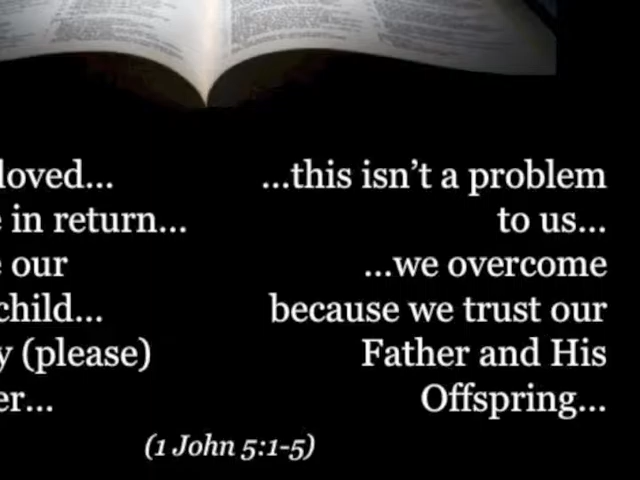 loved...
in return...
our
child...
(please)
...this isn't a problem
to us...
...we overcome
because we trust our
Father and His
Offspring...
(1 John 5:1-5)